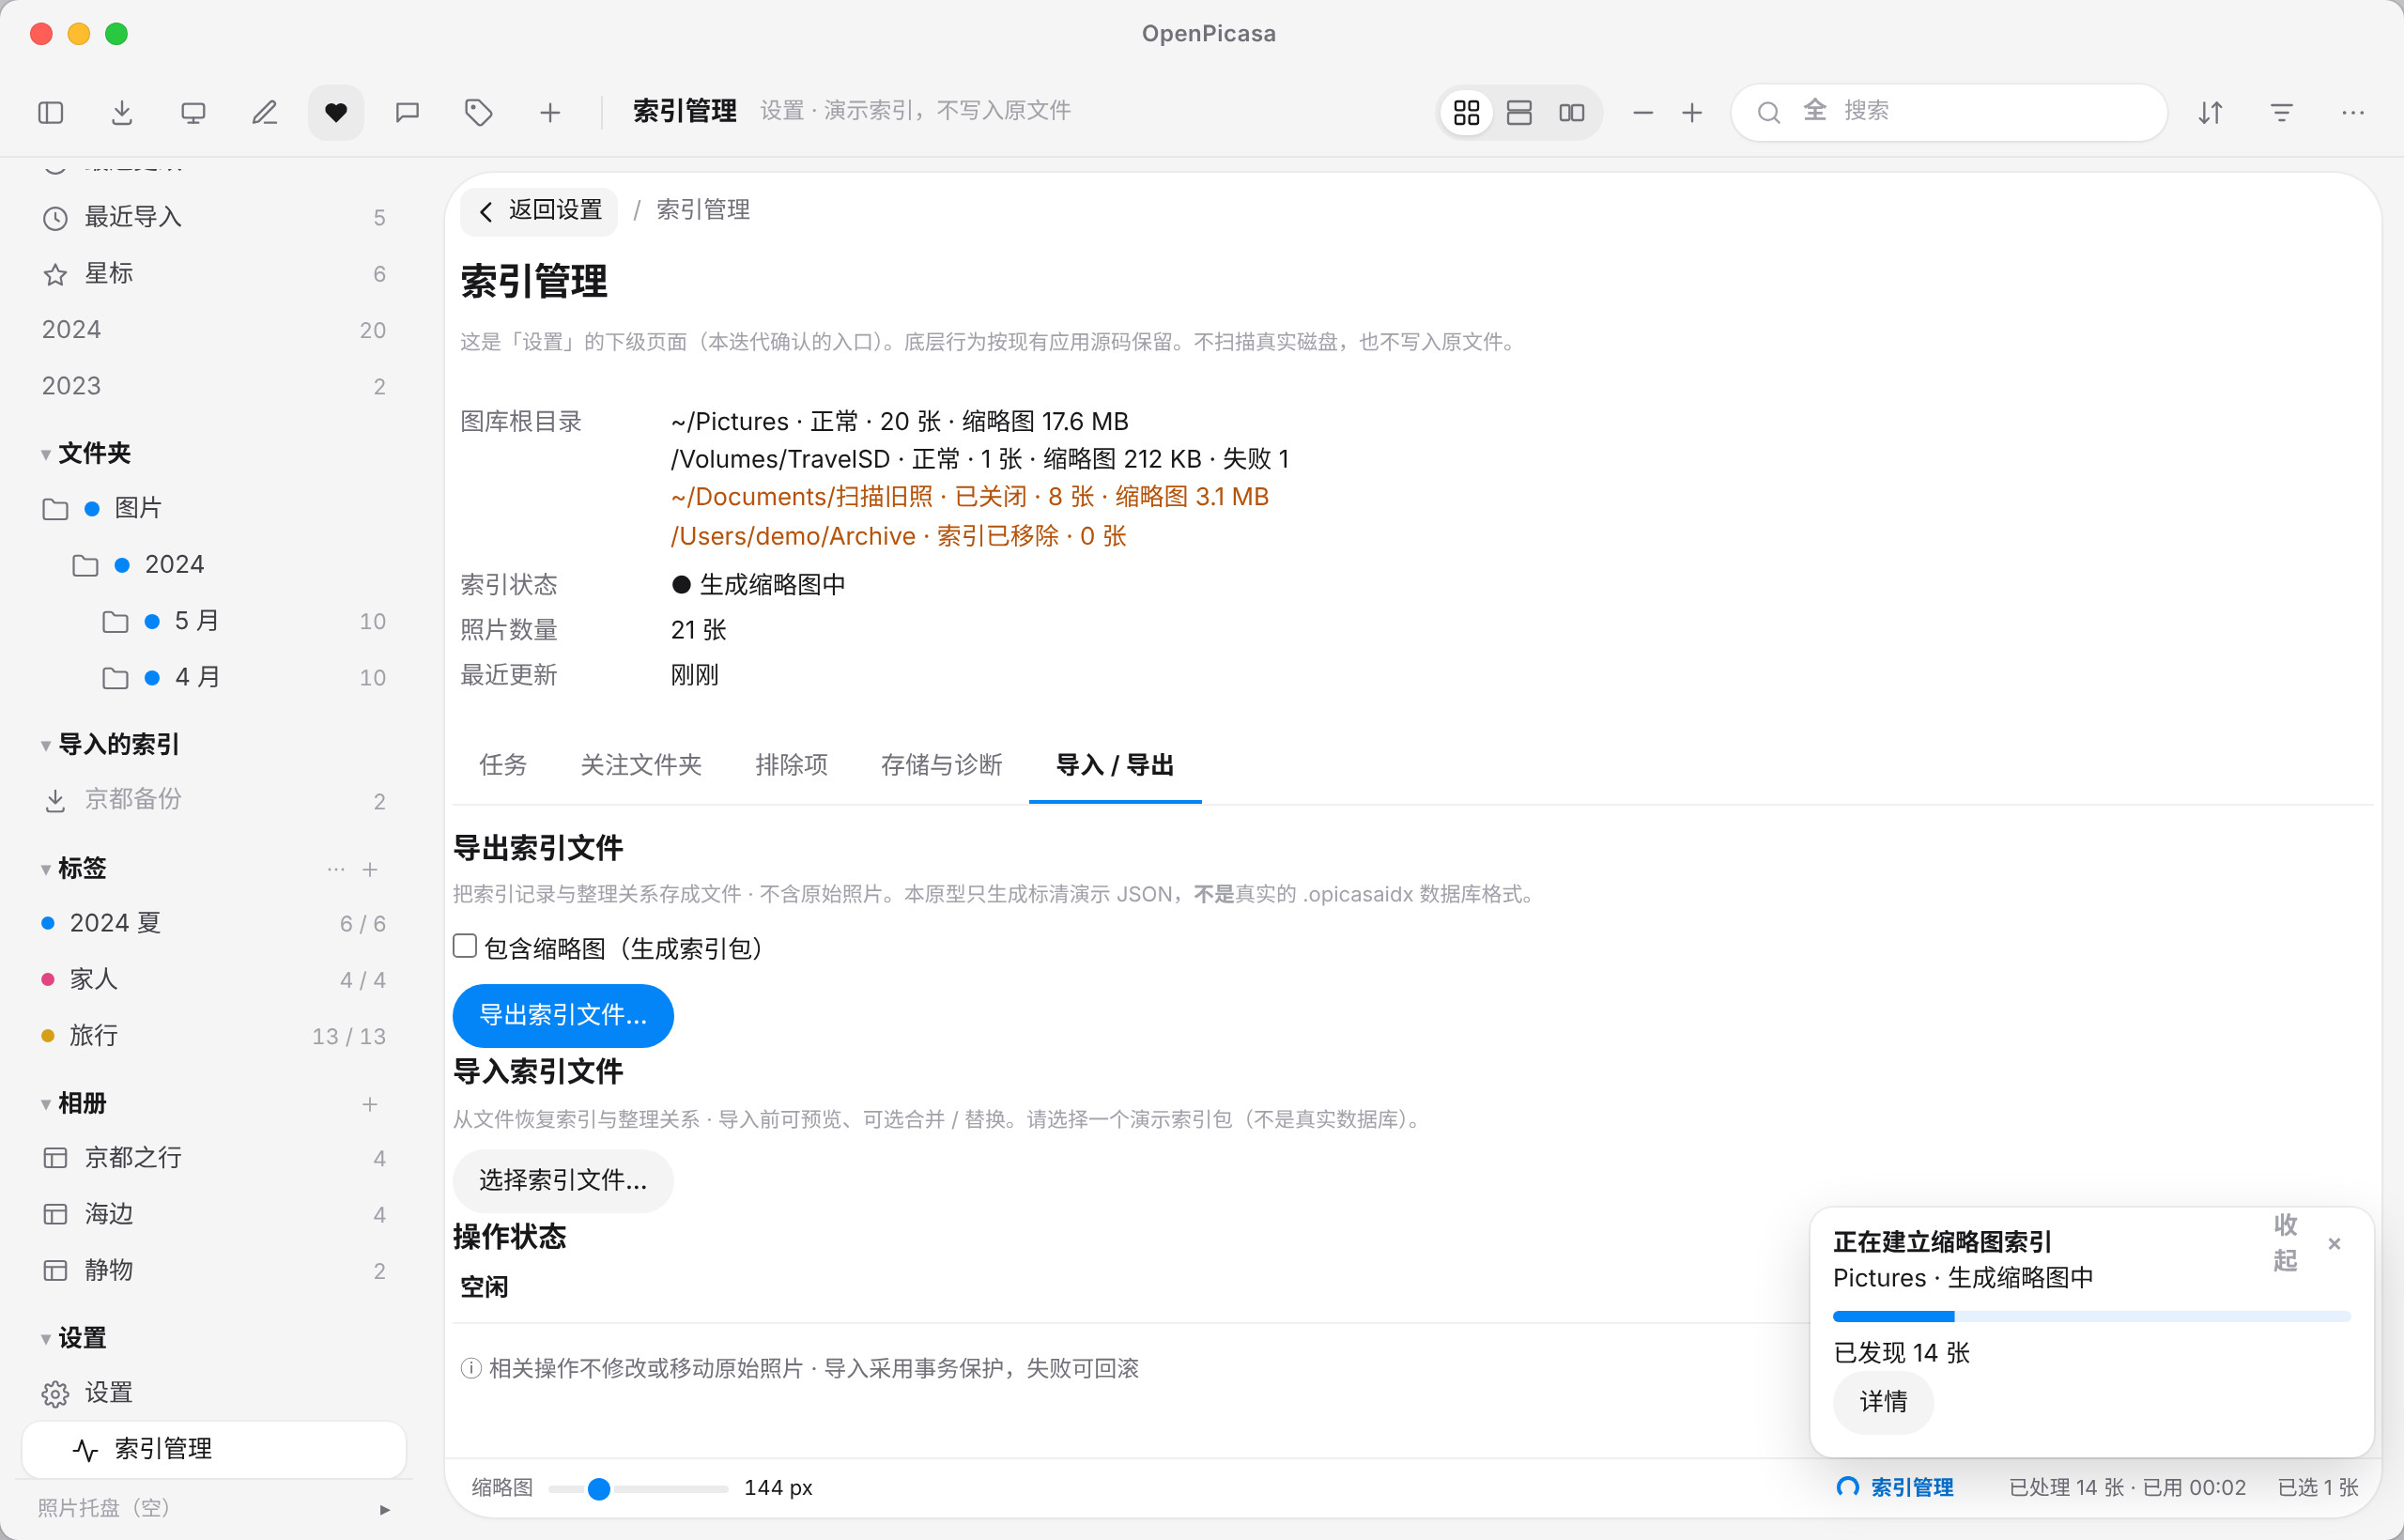 OpenPicasa
索引管理 设置 · 演示索引，不写入原文件
全 搜索
最近导入 5
星标 6
2024 20
2023 2
文件夹
图片
2024
5 月 10
4 月 10
导入的索引
京都备份 2
标签
2024 夏 6 / 6
家人 4 / 4
旅行 13 / 13
相册
京都之行 4
海边 4
静物 2
设置
设置
索引管理
照片托盘（空）
返回设置 / 索引管理
索引管理
这是「设置」的下级页面（本迭代确认的入口）。底层行为按现有应用源码保留。不扫描真实磁盘，也不写入原文件。
图库根目录 ~/Pictures · 正常 · 20 张 · 缩略图 17.6 MB
/Volumes/TravelSD · 正常 · 1 张 · 缩略图 212 KB · 失败 1
~/Documents/扫描旧照 · 已关闭 · 8 张 · 缩略图 3.1 MB
/Users/demo/Archive · 索引已移除 · 0 张
索引状态 ● 生成缩略图中
照片数量 21 张
最近更新 刚刚
任务 关注文件夹 排除项 存储与诊断 导入 / 导出
导出索引文件
把索引记录与整理关系存成文件 · 不含原始照片。本原型只生成标清演示 JSON，不是真实的 .opicasaidx 数据库格式。
包含缩略图（生成索引包）
导出索引文件...
导入索引文件
从文件恢复索引与整理关系 · 导入前可预览、可选合并 / 替换。请选择一个演示索引包（不是真实数据库）。
选择索引文件...
操作状态
空闲
ⓘ 相关操作不修改或移动原始照片 · 导入采用事务保护，失败可回滚
正在建立缩略图索引
收起
Pictures · 生成缩略图中
已发现 14 张
详情
缩略图 144 px
索引管理 已处理 14 张 · 已用 00:02 已选 1 张